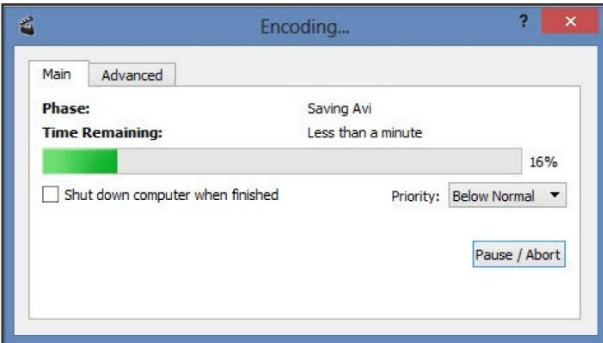 Encoding...
?
×
Main
Advanced
Phase:
Saving Avi
Time Remaining:
Less than a minute
16%
Shut down computer when finished
Priority:
Below Normal
Pause / Abort